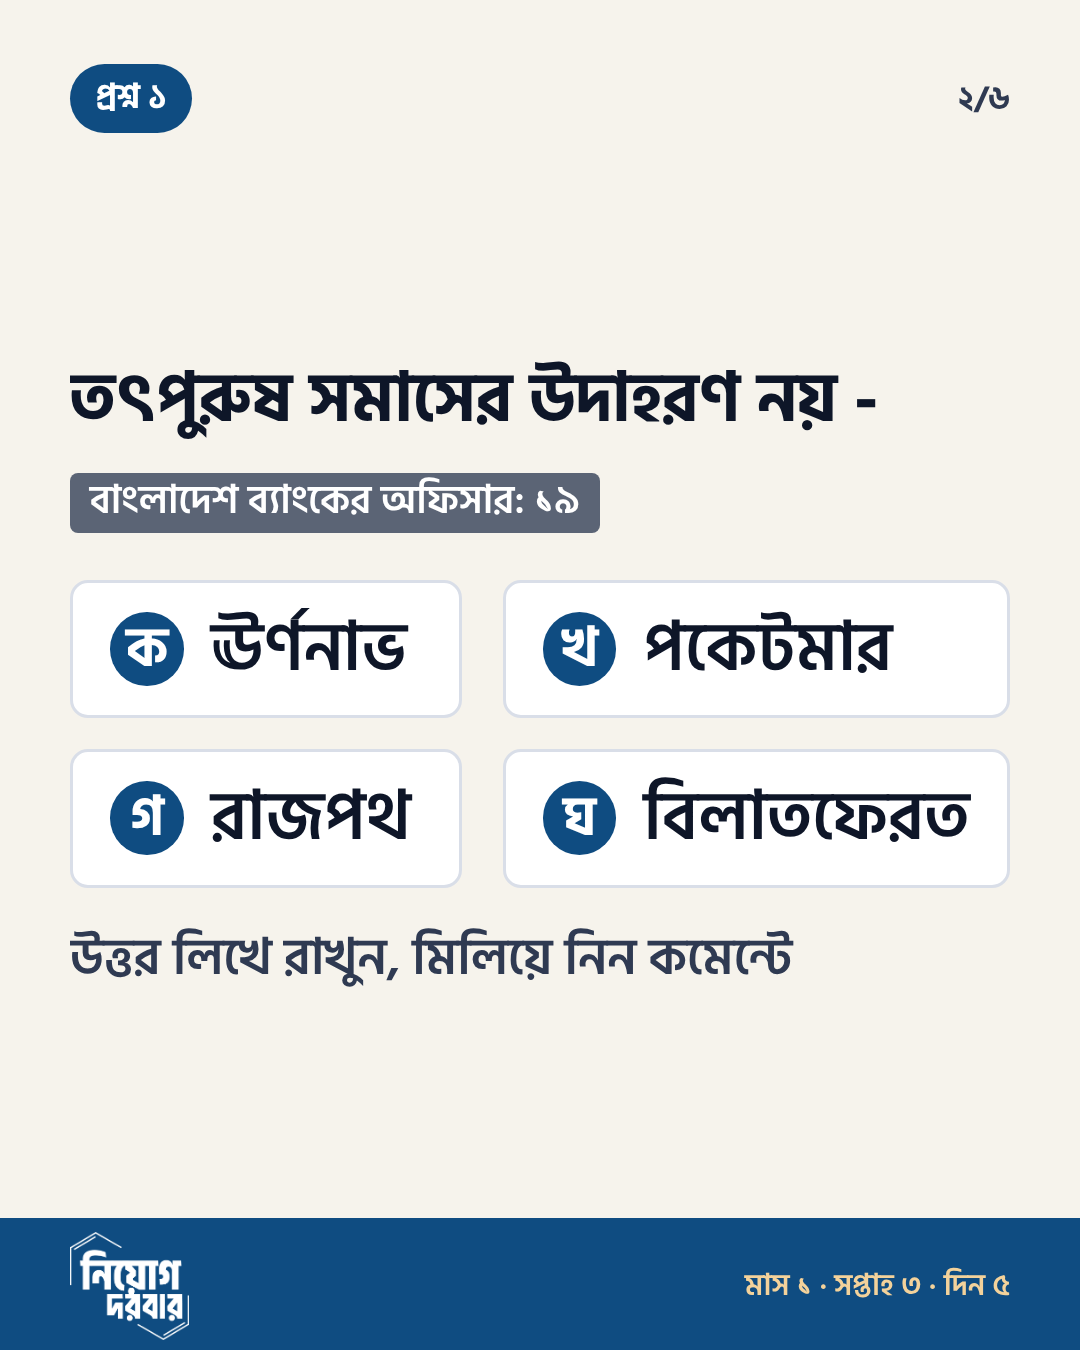 প্রশ্ন ১
২/৬
তৎপুরুষ সমাসের উদাহরণ নয় -
বাংলাদেশ ব্যাংকের অফিসার: ১৯
ক ঊর্ণনাভ
খ পকেটমার
গ রাজপথ
ঘ বিলাতফেরত
উত্তর লিখে রাখুন, মিলিয়ে নিন কমেন্টে
নিয়োগ
দরবার
মাস ১ · সপ্তাহ ৩ · দিন ৫